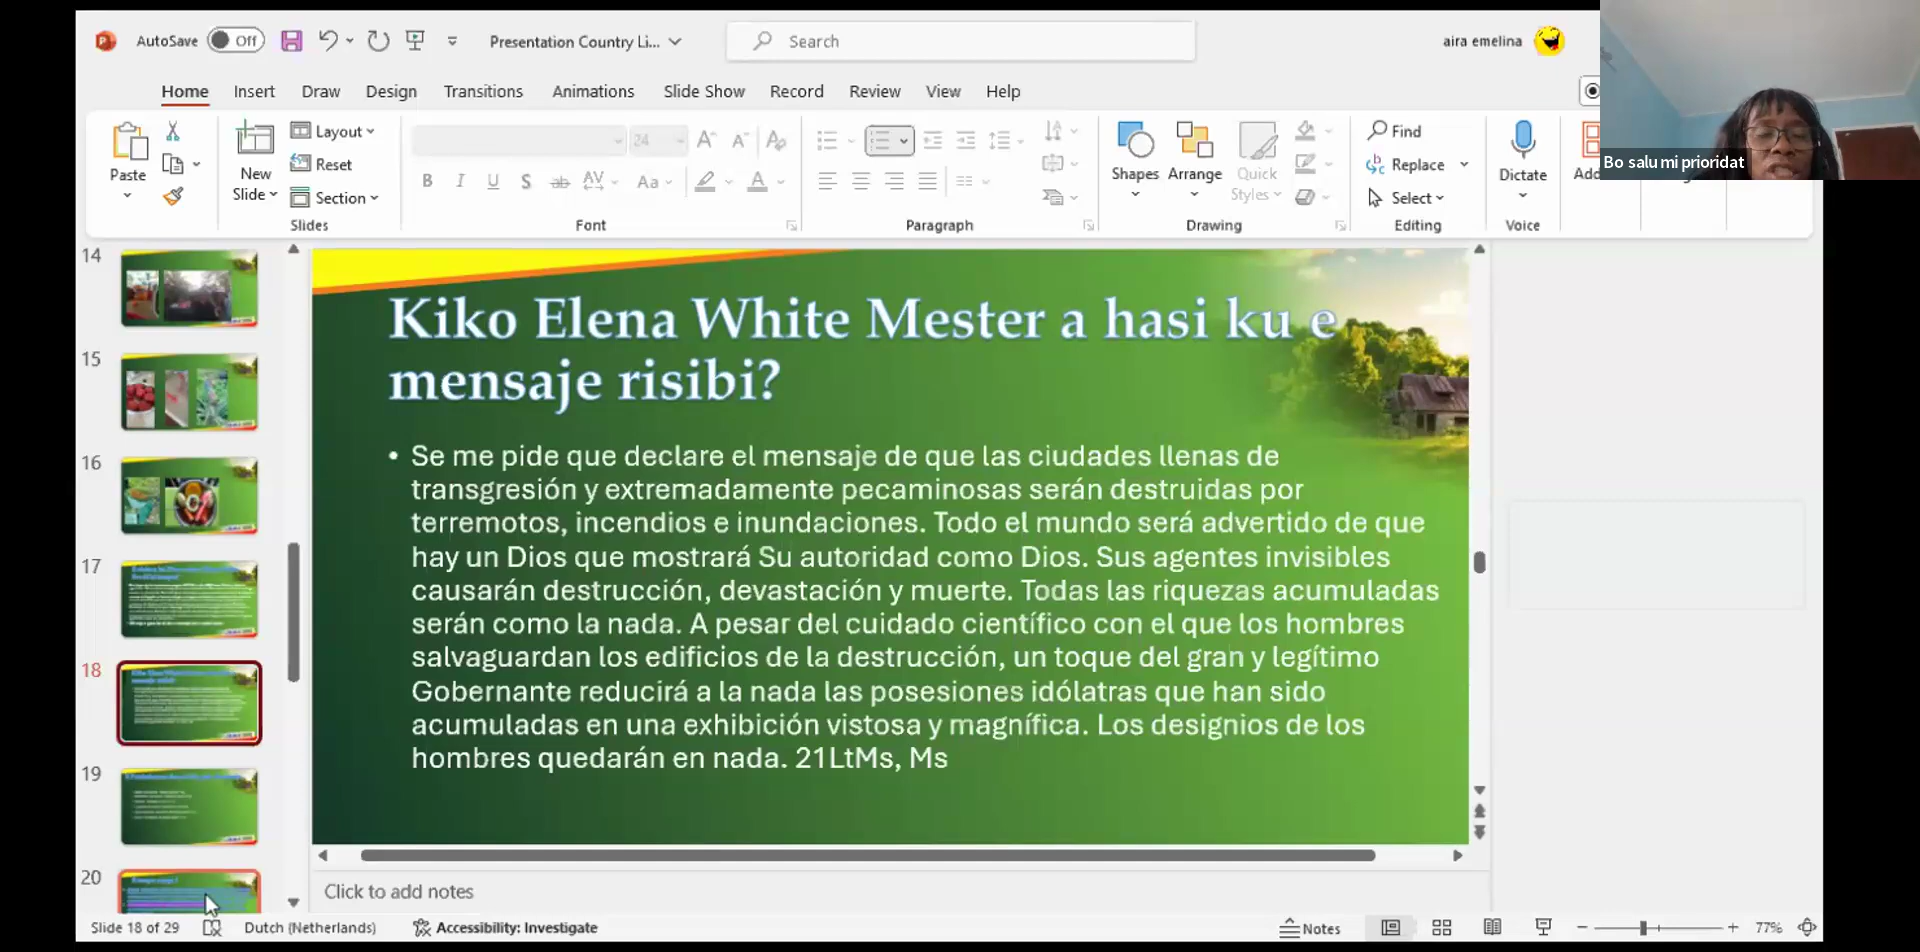 AutoSave Off Presentation Country Li... Search aira emelina
Home Insert Draw Design Transitions Animations Slide Show Record Review View Help
Paste New Slide Layout Reset Section Slides
24 Font
Paragraph
Shapes Arrange Quick Styles Drawing
Find Replace Select Editing
Dictate Voice
Bo salu mi prioridat
14
15
16
17
18
19
20
Kiko Elena White Mester a hasi ku e
mensaje risibi?
• Se me pide que declare el mensaje de que las ciudades llenas de
transgresión y extremadamente pecaminosas serán destruidas por
terremotos, incendios e inundaciones. Todo el mundo será advertido de que
hay un Dios que mostrará Su autoridad como Dios. Sus agentes invisibles
causarán destrucción, devastación y muerte. Todas las riquezas acumuladas
serán como la nada. A pesar del cuidado científico con el que los hombres
salvaguardan los edificios de la destrucción, un toque del gran y legítimo
Gobernante reducirá a la nada las posesiones idólatras que han sido
acumuladas en una exhibición vistosa y magnífica. Los designios de los
hombres quedarán en nada. 21LtMs, Ms
Click to add notes
Slide 18 of 29 Dutch (Netherlands) Accessibility: Investigate Notes 77%